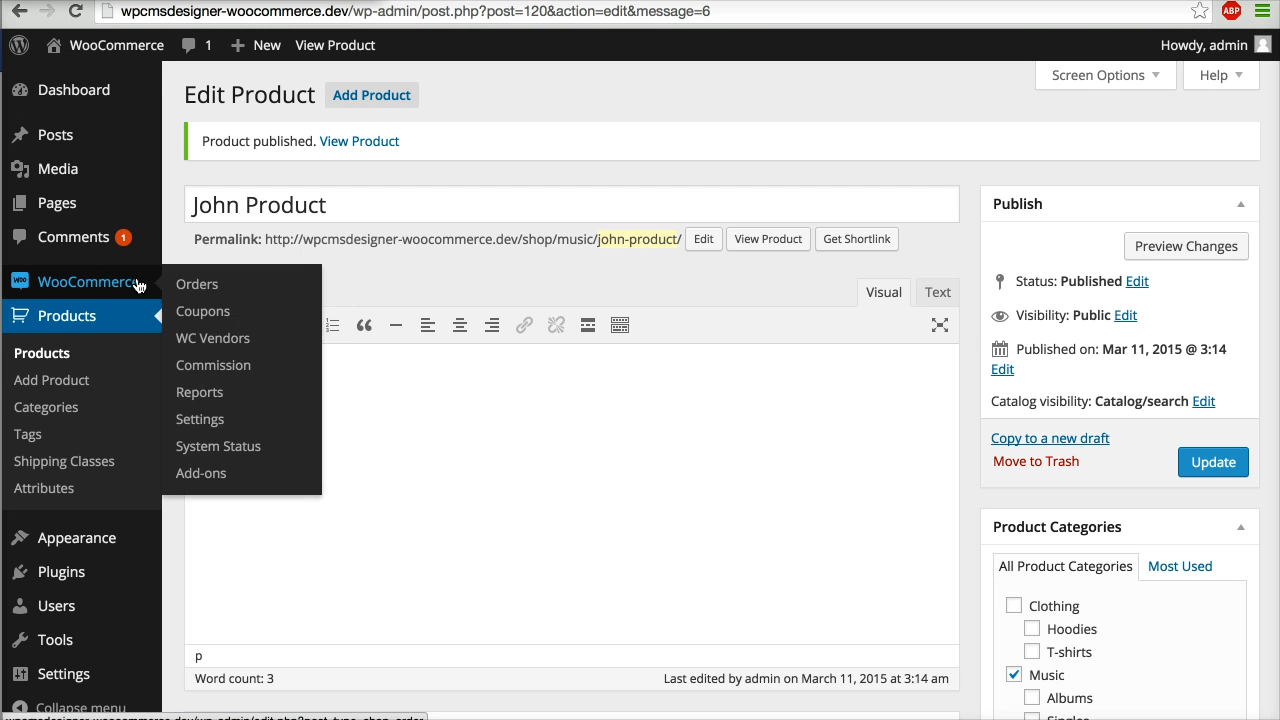 wpcmsdesigner-woocommerce.dev/wp-admin/post.php?post=120&action=edit&message=6
ABP
WooCommerce 1 New View Product Howdy, admin
Screen Options Help
Dashboard
Posts
Media
Pages
Comments 1
WooCommerce
Products
Products
Add Product
Categories
Tags
Shipping Classes
Attributes
Appearance
Plugins
Users
Tools
Settings
Collapse menu
Orders
Coupons
WC Vendors
Commission
Reports
Settings
System Status
Add-ons
Edit Product Add Product
Product published. View Product
John Product
Permalink: http://wpcmsdesigner-woocommerce.dev/shop/music/john-product/ Edit View Product Get Shortlink
Visual Text
p
Word count: 3 Last edited by admin on March 11, 2015 at 3:14 am
Publish
Preview Changes
Status: Published Edit
Visibility: Public Edit
Published on: Mar 11, 2015 @ 3:14
Edit
Catalog visibility: Catalog/search Edit
Copy to a new draft
Move to Trash Update
Product Categories
All Product Categories Most Used
Clothing
Hoodies
T-shirts
Music
Albums